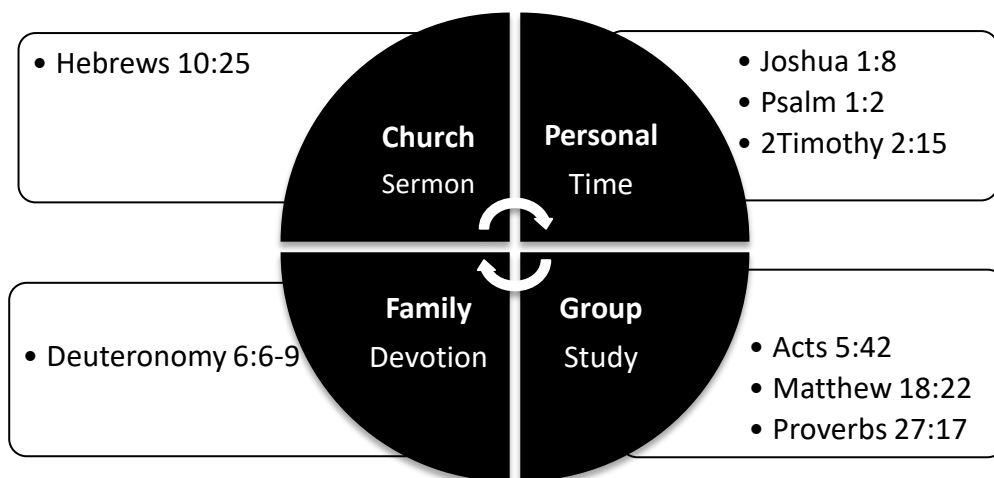 • Hebrews 10:25
Church
Sermon
Personal
Time
• Joshua 1:8
• Psalm 1:2
• 2Timothy 2:15
• Deuteronomy 6:6-9
Family
Devotion
Group
Study
• Acts 5:42
• Matthew 18:22
• Proverbs 27:17